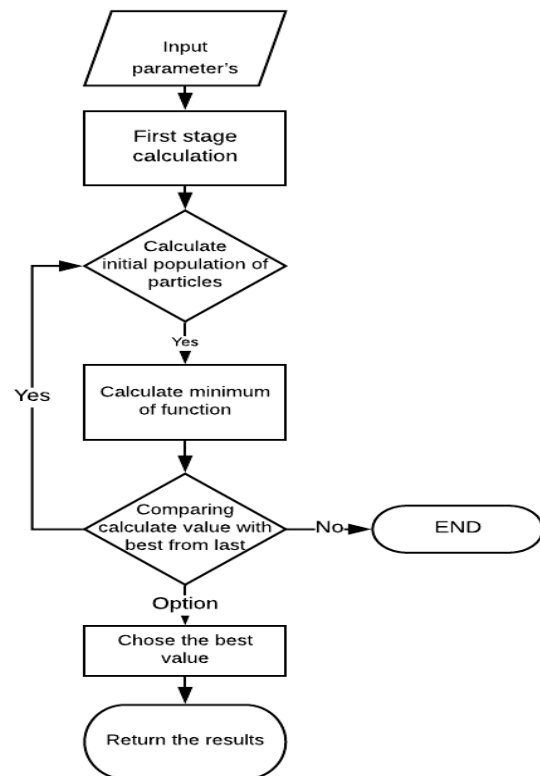 Input
parameter's
First stage
calculation
Calculate
initial population of
particles
Yes
Calculate minimum
of function
Yes
Comparing
calculate value with
best from last
No
END
Option
Chose the best
value
Return the results